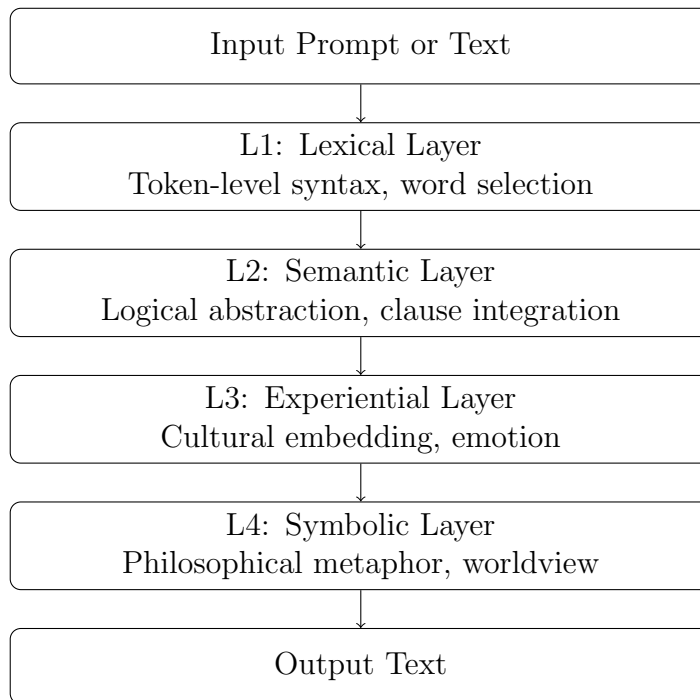 Input Prompt or Text
L1: Lexical Layer
Token-level syntax, word selection
L2: Semantic Layer
Logical abstraction, clause integration
L3: Experiential Layer
Cultural embedding, emotion
L4: Symbolic Layer
Philosophical metaphor, worldview
Output Text